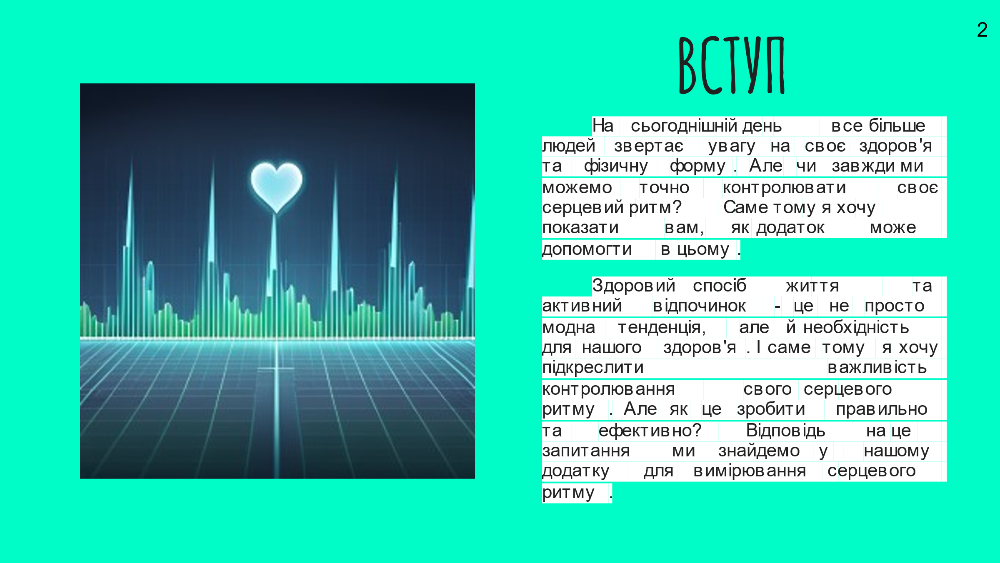 2
ВСТУП
На сьогоднішній день все більше
людей звертає увагу на своє здоров'я
та фізичну форму. Але чи завжди ми
можемо точно контролювати своє
серцевий ритм? Саме тому я хочу
показати вам, як додаток може
допомогти в цьому.
Здоровий спосіб життя та
активний відпочинок - це не просто
модна тенденція, але й необхідність
для нашого здоров'я. І саме тому я хочу
підкреслити важливість
контролювання свого серцевого
ритму. Але як це зробити правильно
та ефективно? Відповідь на це
запитання ми знайдемо у нашому
додатку для вимірювання серцевого
ритму.